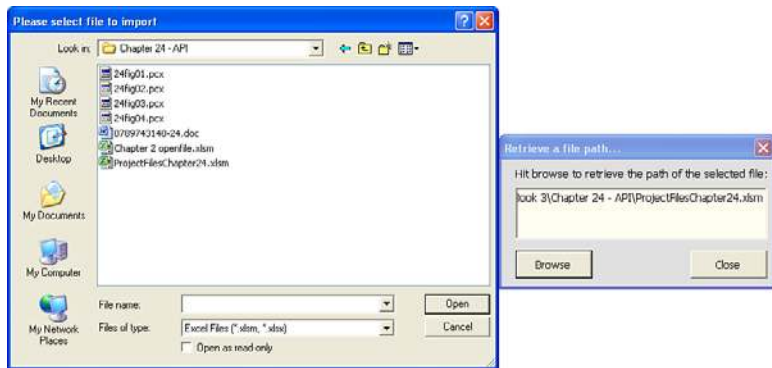 Please select file to import
Look in: Chapter 24 - API
24fig01.pcx
24fig02.pcx
24fig03.pcx
24fig04.pcx
0789743140-24.doc
Chapter 2 openfile.xlsm
ProjectFilesChapter24.xlsm
My Recent
Documents
Desktop
My Documents
My Computer
My Network
Places
File name:
Open
Files of type:
Excel Files (*.xlsm, *.xlsx)
Cancel
Open as read-only
Retrieve a file path...
Hit browse to retrieve the path of the selected file:
look 3\Chapter 24 - API\ProjectFilesChapter24.xlsm
Browse
Close